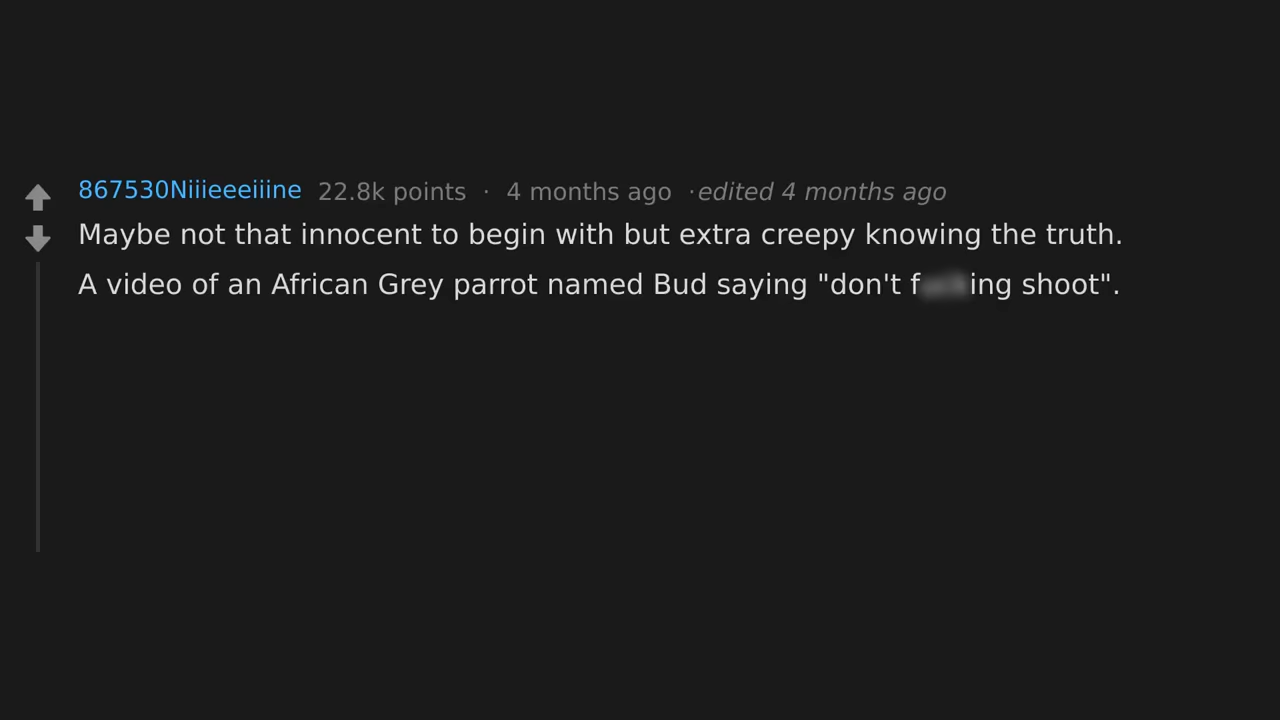 867530Niiieeeiiine 22.8k points · 4 months ago · edited 4 months ago
Maybe not that innocent to begin with but extra creepy knowing the truth.
A video of an African Grey parrot named Bud saying "don't f ing shoot".